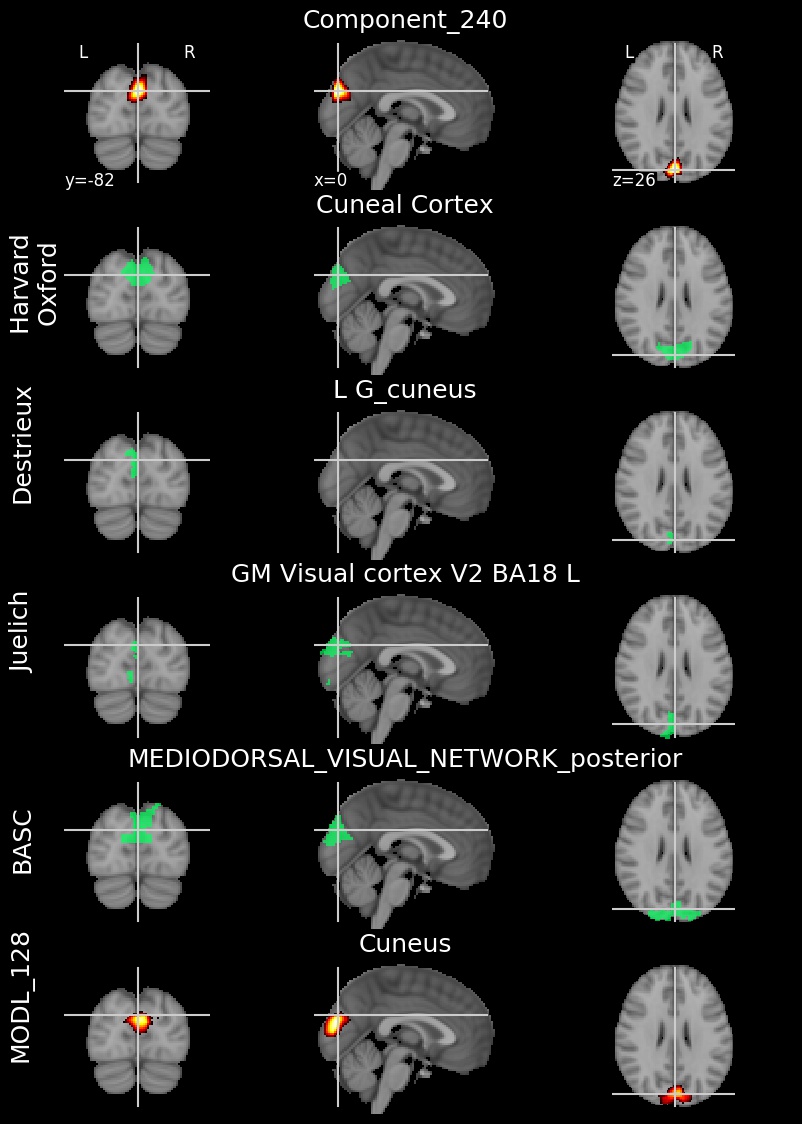 Component_240
L R L R
y=-82 x=0 z=26
Cuneal Cortex
Harvard
Oxford
L G_cuneus
Destrieux
GM Visual cortex V2 BA18 L
Juelich
MEDIODORSAL_VISUAL_NETWORK_posterior
BASC
Cuneus
MODL_128